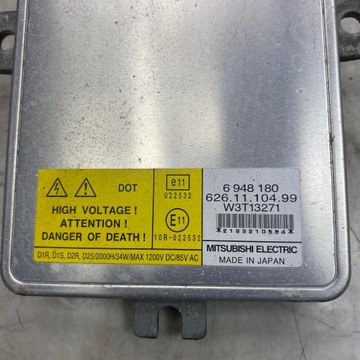 DOT
HIGH VOLTAGE !
ATTENTION !
DANGER OF DEATH !
e11
022532
E11
10R-022532
D1R, D1S, D2R, D2S/2000H/34W/MAX 1200V DC/85V AC
6 948 180
626.11.104.99
W3T13271
*2183210584*
MITSUBISHI ELECTRIC
MADE IN JAPAN